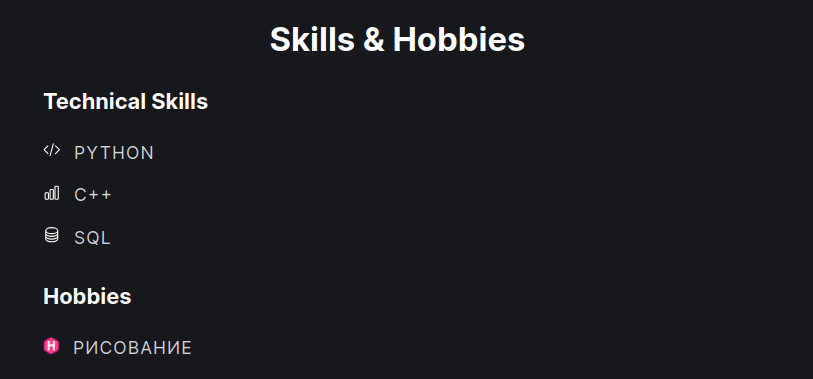 Skills & Hobbies
Technical Skills
PYTHON
C++
SQL
Hobbies
H РИСОВАНИЕ